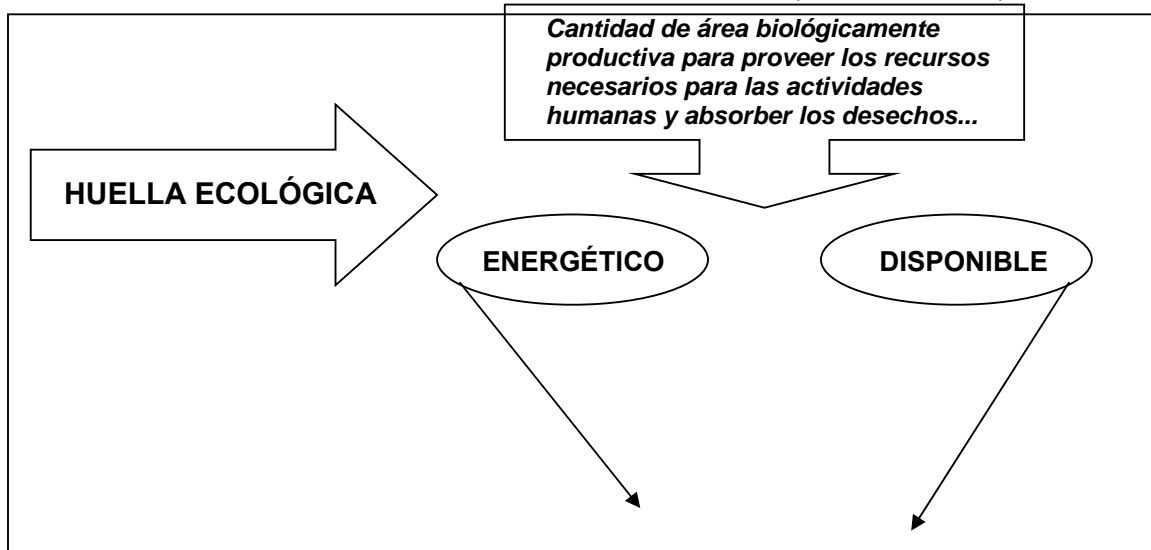 Cantidad de área biológicamente
productiva para proveer los recursos
necesarios para las actividades
humanas y absorber los desechos...
HUELLA ECOLÓGICA
ENERGÉTICO
DISPONIBLE